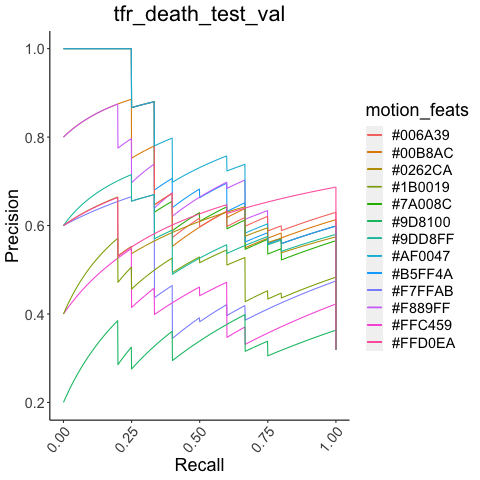 tfr_death_test_val
1.0
0.8
0.6
0.4
0.2
Precision
0.00
0.25
0.50
0.75
1.00
Recall
motion_feats
#006A39
#00B8AC
#0262CA
#1B0019
#7A008C
#9D8100
#9DD8FF
#AF0047
#B5FF4A
#F7FFAB
#F889FF
#FFC459
#FFD0EA